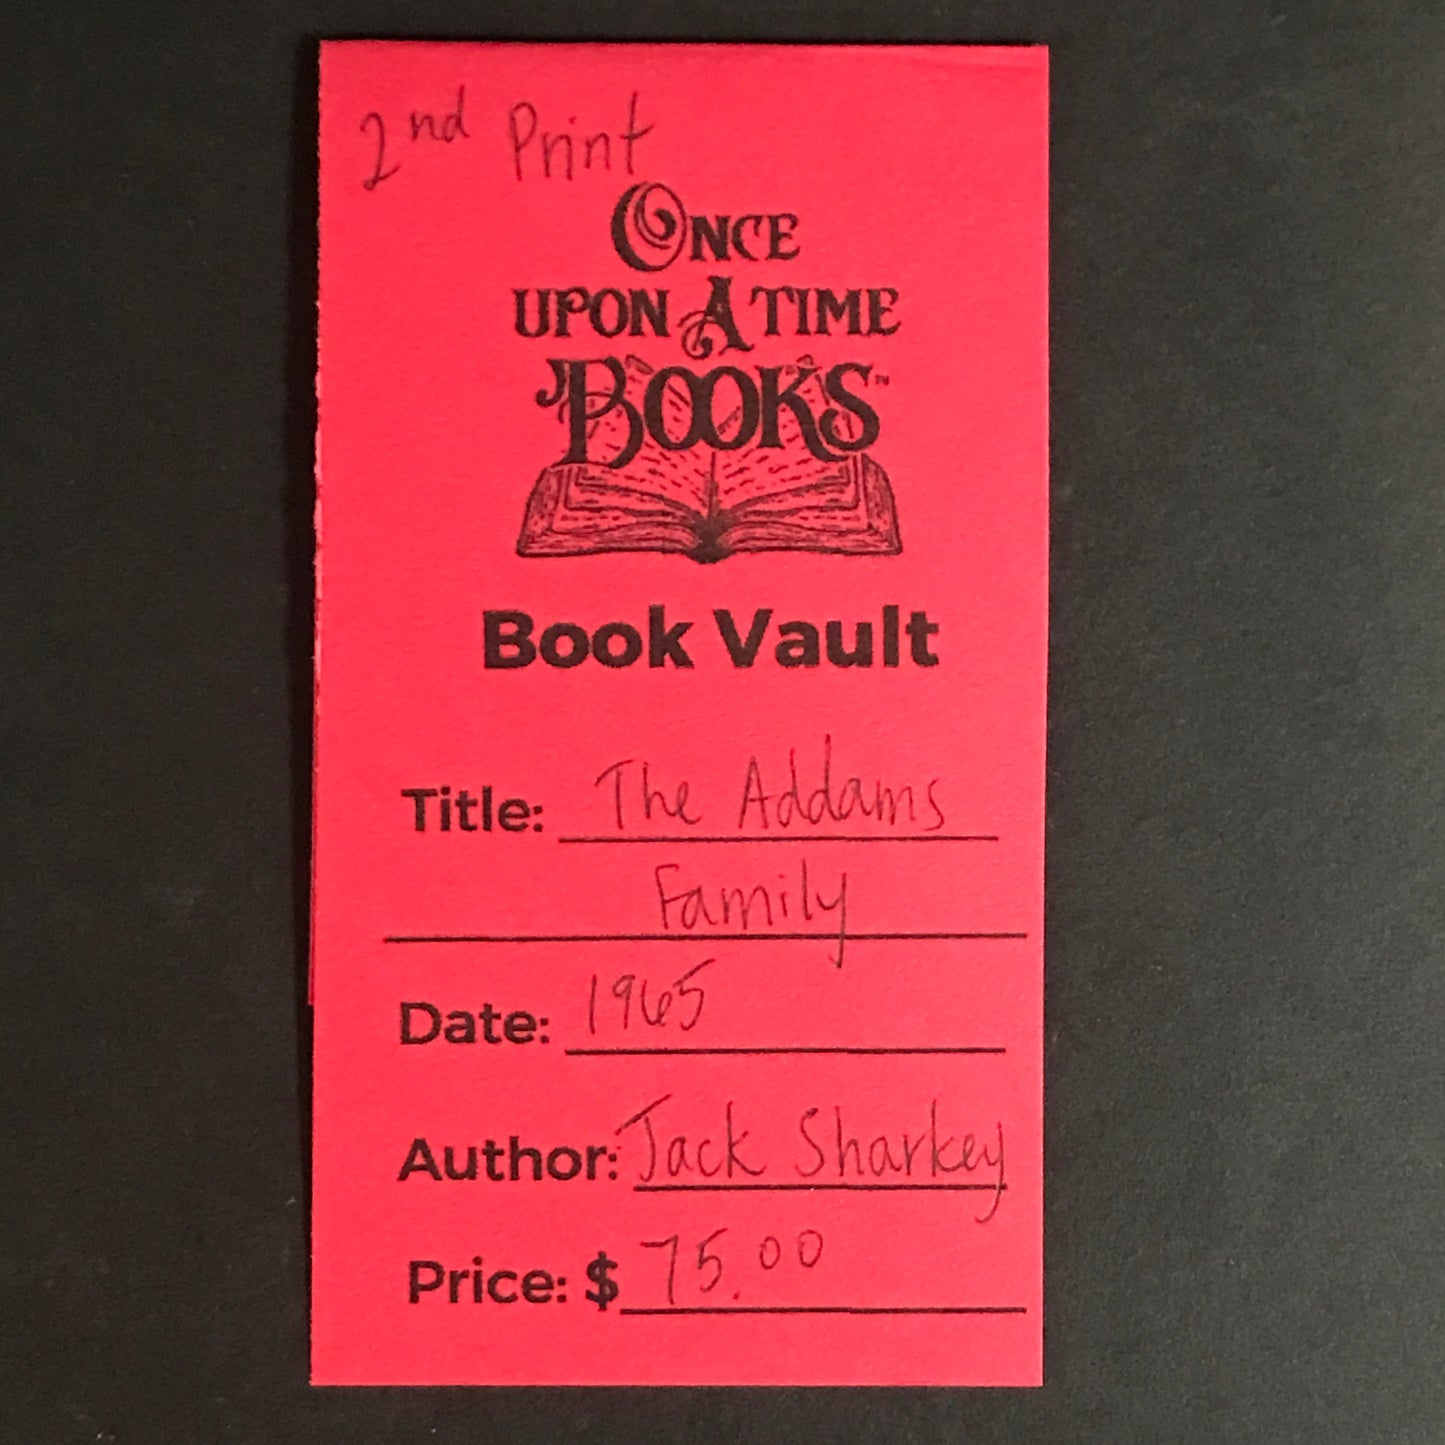 2nd Print
ONCE
UPON A TIME
BOOKS™
Book Vault
Title: The Addams
Family
Date: 1965
Author: Jack Sharkey
Price: $ 75.00